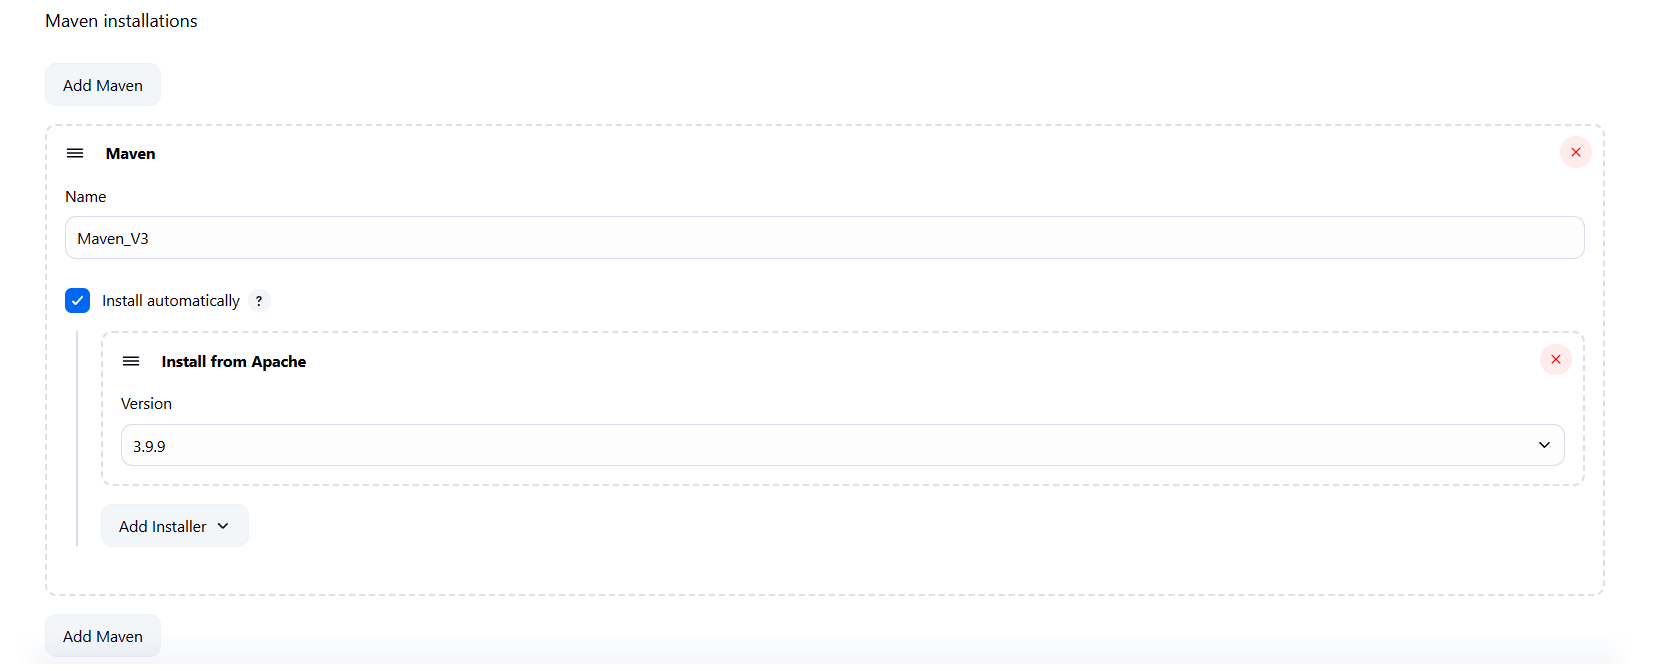 Maven installations
Add Maven
Maven
Name
Maven_V3
Install automatically ?
Install from Apache
Version
3.9.9
Add Installer
Add Maven